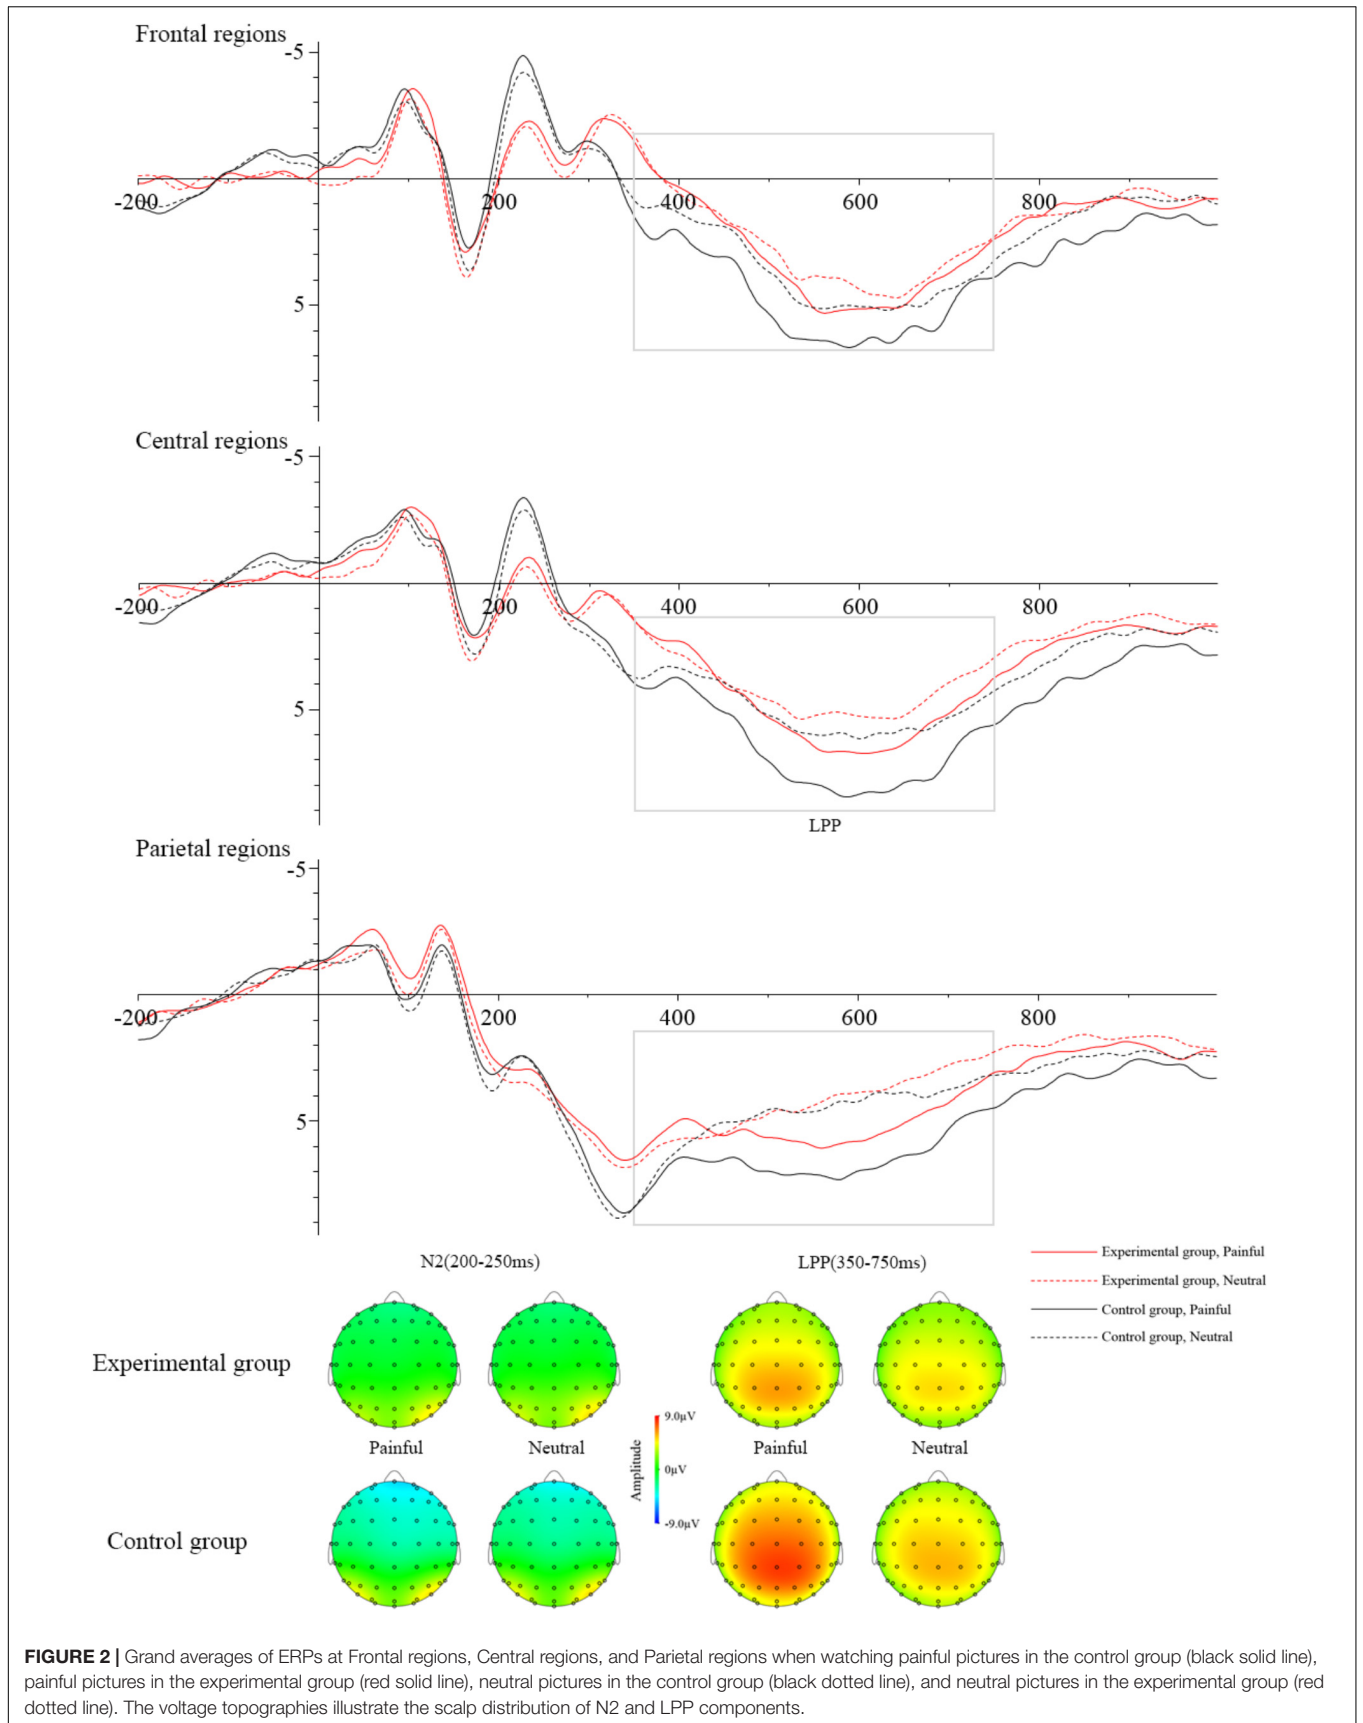 Frontal regions
-5
-200
200
400
600
800
5
Central regions
-5
-200
200
400
600
800
5
LPP
Parietal regions
-5
-200
200
400
600
800
5
N2(200-250ms)
LPP(350-750ms)
Experimental group, Painful
Experimental group, Neutral
Control group, Painful
Control group, Neutral
Experimental group
Painful
Neutral
Amplitude
9.0μV
0μV
-9.0μV
Painful
Neutral
Control group
FIGURE 2 | Grand averages of ERPs at Frontal regions, Central regions, and Parietal regions when watching painful pictures in the control group (black solid line),
painful pictures in the experimental group (red solid line), neutral pictures in the control group (black dotted line), and neutral pictures in the experimental group (red
dotted line). The voltage topographies illustrate the scalp distribution of N2 and LPP components.